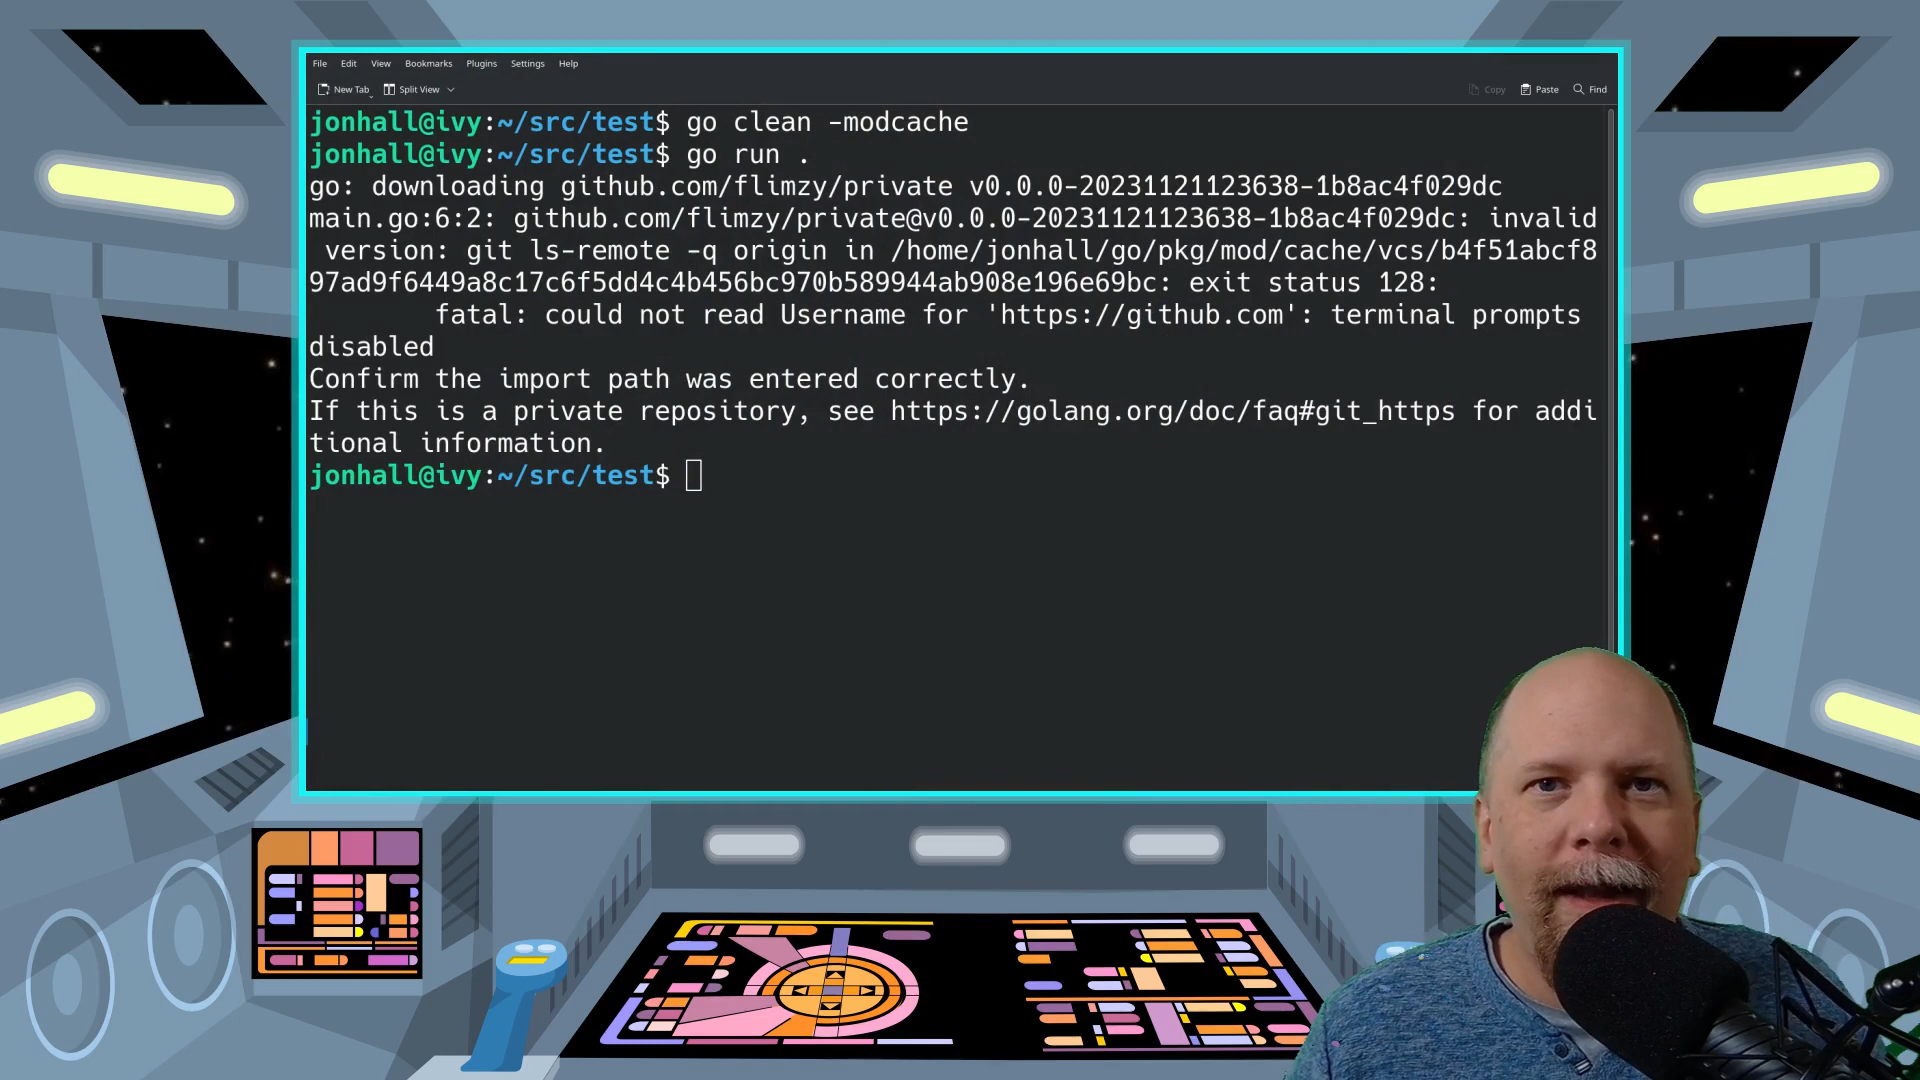 File Edit View Bookmarks Plugins Settings Help
New Tab Split View Copy Paste Find
jonhall@ivy:~/src/test$ go clean -modcache
jonhall@ivy:~/src/test$ go run .
go: downloading github.com/flimzy/private v0.0.0-20231121123638-1b8ac4f029dc
main.go:6:2: github.com/flimzy/private@v0.0.0-20231121123638-1b8ac4f029dc: invalid
version: git ls-remote -q origin in /home/jonhall/go/pkg/mod/cache/vcs/b4f51abcf8
97ad9f6449a8c17c6f5dd4c4b456bc970b589944ab908e196e69bc: exit status 128:
fatal: could not read Username for 'https://github.com': terminal prompts
disabled
Confirm the import path was entered correctly.
If this is a private repository, see https://golang.org/doc/faq#git_https for addi
tional information.
jonhall@ivy:~/src/test$